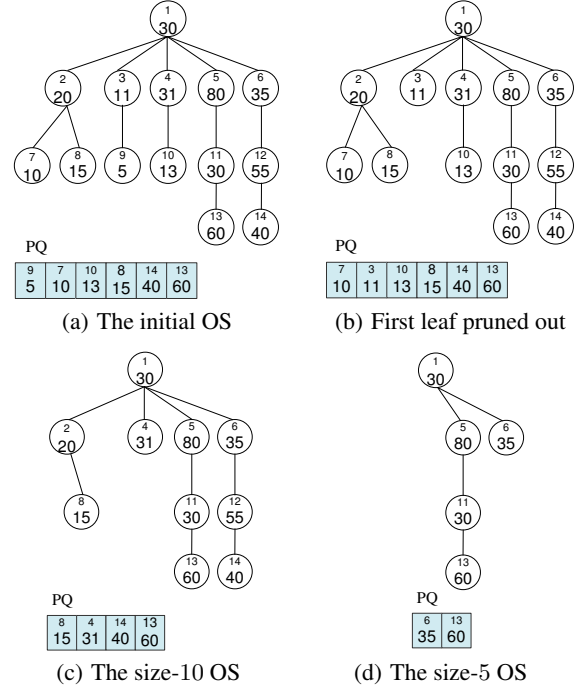 1 1
30 30
2 3 4 5 6 2 3 4 5 6
20 11 31 80 35 20 11 31 80 35
7 8 9 10 11 12 7 8 10 11 12
10 15 5 13 30 55 10 15 13 30 55
13 14 13 14
60 40 60 40
PQ PQ
9 7 10 8 14 13 7 3 10 8 14 13
5 10 13 15 40 60 10 11 13 15 40 60
(a) The initial OS (b) First leaf pruned out
1 1
30 30
2 4 5 6 5 6
20 31 80 35 80 35
8 11 12 11
15 30 55 30
13 14 13
60 40 60
PQ PQ
8 4 14 13 6 13
15 31 40 60 35 60
(c) The size-10 OS (d) The size-5 OS